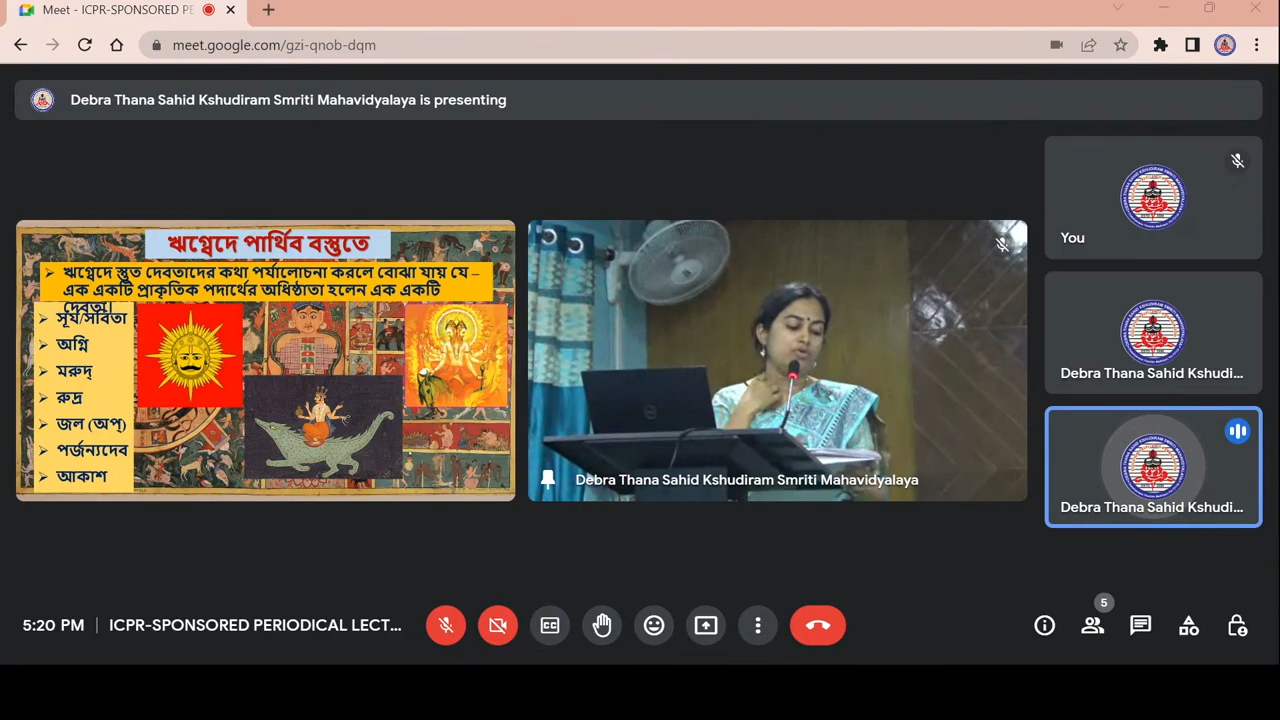 Meet - ICPR-SPONSORED PE
meet.google.com/gzi-qnob-dqm
Debra Thana Sahid Kshudiram Smriti Mahavidyalaya is presenting
ঋগ্বেদে পার্থিব বস্তুতে
ঋগ্বেদে স্তুত দেবতাদের কথা পর্যালোচনা করলে বোঝা যায় যে –
এক একটি প্রাকৃতিক পদার্থের অধিষ্ঠাতা হলেন এক একটি
দেবতা।
সূর্য/সবিতা
অগ্নি
মরুদ্
রুদ্র
জল (অপ্)
পর্জন্যদেব
আকাশ
Debra Thana Sahid Kshudiram Smriti Mahavidyalaya
You
Debra Thana Sahid Kshudi...
Debra Thana Sahid Kshudi...
5:20 PM | ICPR-SPONSORED PERIODICAL LECT...
5